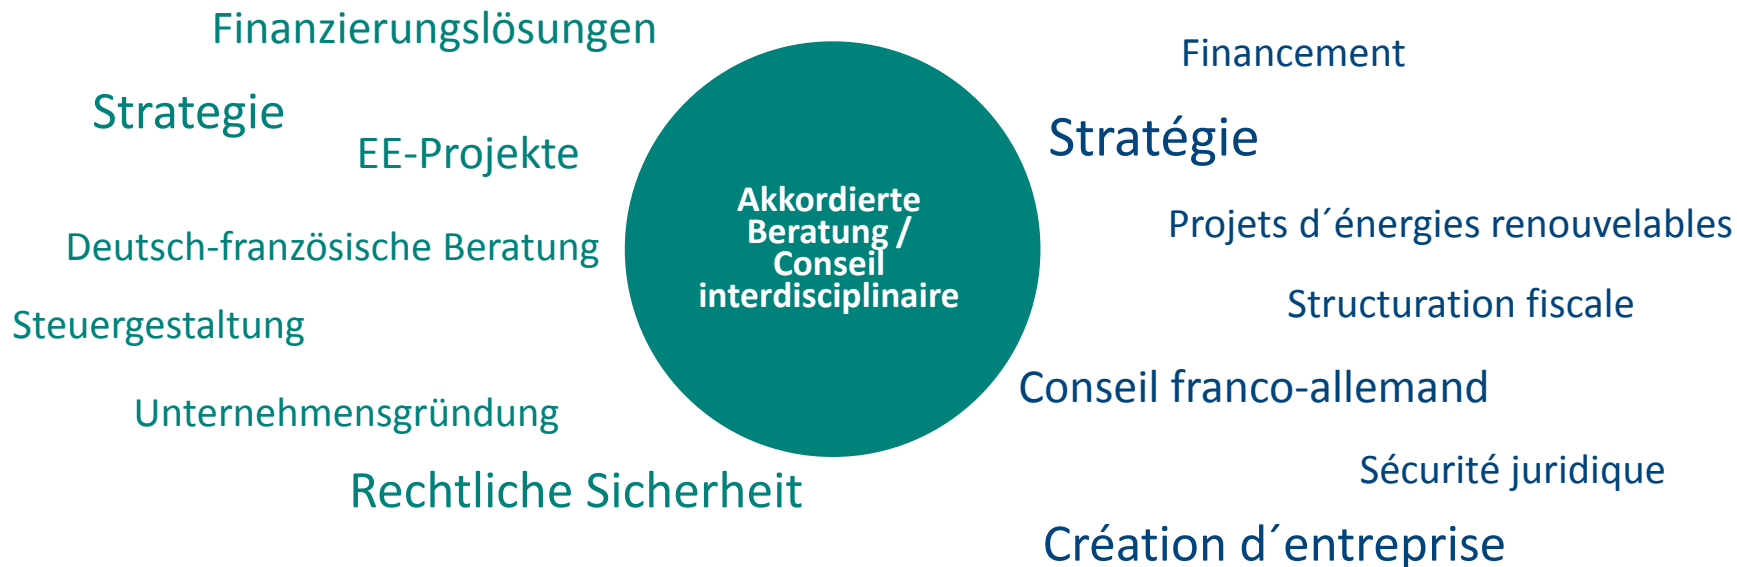 Finanzierungslösungen
Strategie
EE-Projekte
Deutsch-französische Beratung
Steuergestaltung
Unternehmensgründung
Rechtliche Sicherheit
Akkordierte
Beratung /
Conseil
interdisciplinaire
Financement
Stratégie
Projets d´énergies renouvelables
Structuration fiscale
Conseil franco-allemand
Sécurité juridique
Création d´entreprise